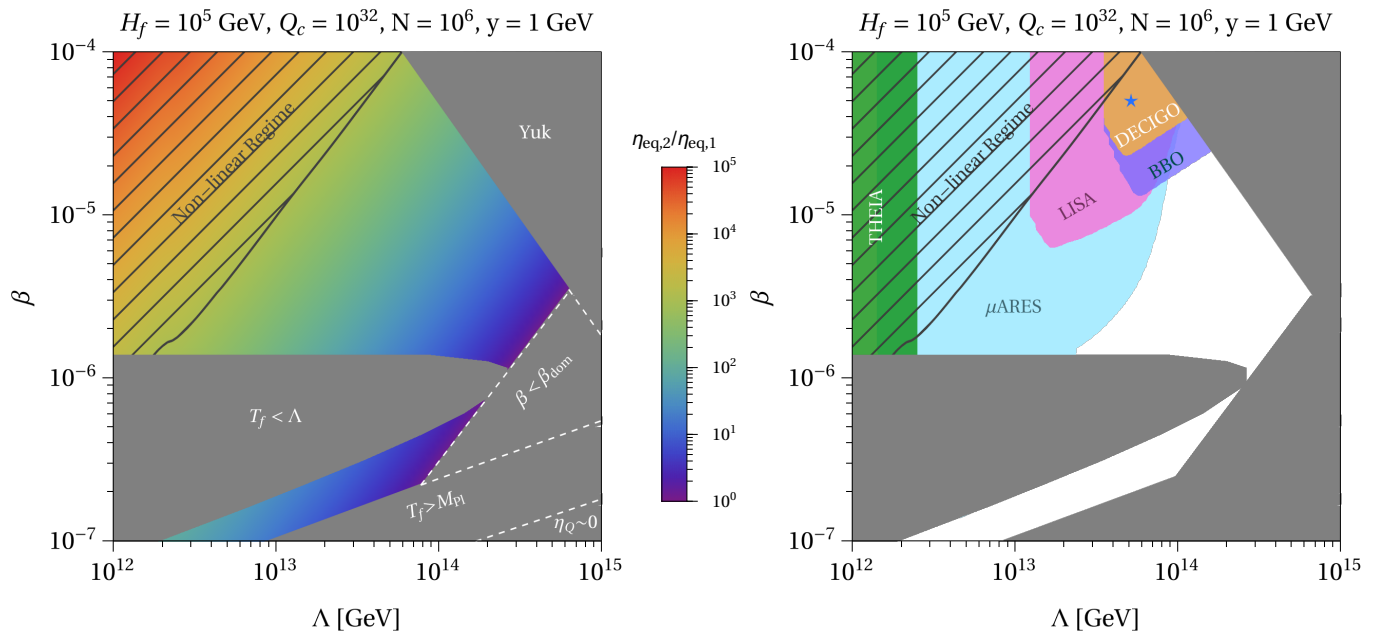 H_f = 10^5 GeV, Q_c = 10^32, N = 10^6, y = 1 GeV
10^-4
10^-5
10^-6
10^-7
β
Non-linear Regime
Yuk
T_f < Λ
β < β_dom
T_f > M_Pl
η_Q~0
10^12
10^13
10^14
10^15
Λ [GeV]
η_eq,2/η_eq,1
10^5
10^4
10^3
10^2
10^1
10^0
H_f = 10^5 GeV, Q_c = 10^32, N = 10^6, y = 1 GeV
10^-4
10^-5
10^-6
10^-7
β
THEIA
Non-linear Regime
LISA
DECIGO
BBO
μARES
10^12
10^13
10^14
10^15
Λ [GeV]